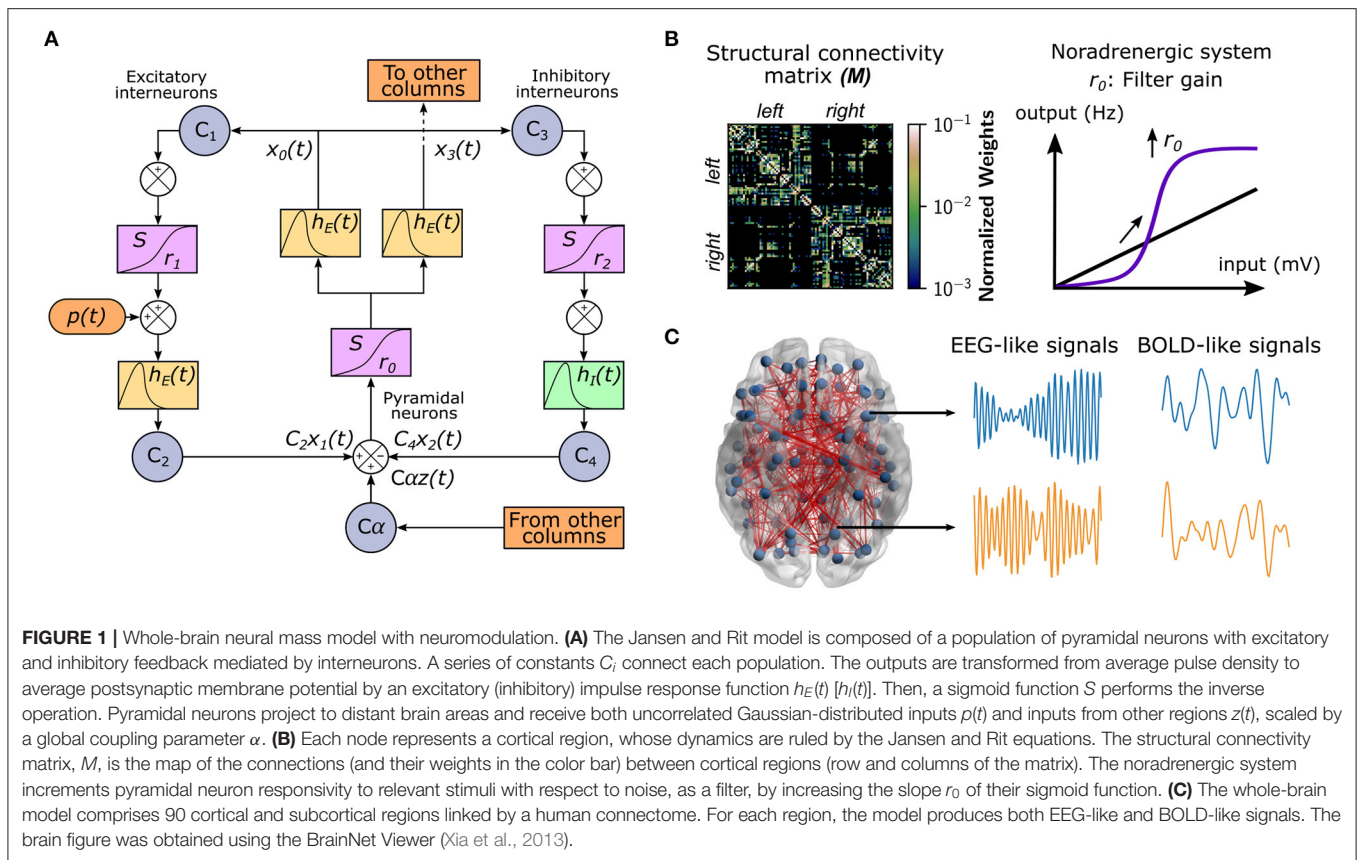 A
Excitatory
interneurons
To other
columns
Inhibitory
interneurons
C1
C3
x0(t)
x3(t)
+
+
S
r1
hE(t)
hE(t)
S
r2
p(t)
+
+
+
S
r0
hE(t)
hI(t)
Pyramidal
neurons
C2
C2x1(t)
C4x2(t)
C4
+
+
−
Cαz(t)
Cα
From other
columns
B
Structural connectivity
matrix (M)
left
right
left
right
10⁻¹
10⁻²
10⁻³
Normalized Weights
Noradrenergic system
r0: Filter gain
output (Hz)
r0
input (mV)
C
EEG-like signals
BOLD-like signals
FIGURE 1 | Whole-brain neural mass model with neuromodulation. (A) The Jansen and Rit model is composed of a population of pyramidal neurons with excitatory
and inhibitory feedback mediated by interneurons. A series of constants Ci connect each population. The outputs are transformed from average pulse density to
average postsynaptic membrane potential by an excitatory (inhibitory) impulse response function hE(t) [hI(t)]. Then, a sigmoid function S performs the inverse
operation. Pyramidal neurons project to distant brain areas and receive both uncorrelated Gaussian-distributed inputs p(t) and inputs from other regions z(t), scaled by
a global coupling parameter α. (B) Each node represents a cortical region, whose dynamics are ruled by the Jansen and Rit equations. The structural connectivity
matrix, M, is the map of the connections (and their weights in the color bar) between cortical regions (row and columns of the matrix). The noradrenergic system
increments pyramidal neuron responsivity to relevant stimuli with respect to noise, as a filter, by increasing the slope r0 of their sigmoid function. (C) The whole-brain
model comprises 90 cortical and subcortical regions linked by a human connectome. For each region, the model produces both EEG-like and BOLD-like signals. The
brain figure was obtained using the BrainNet Viewer (Xia et al., 2013).